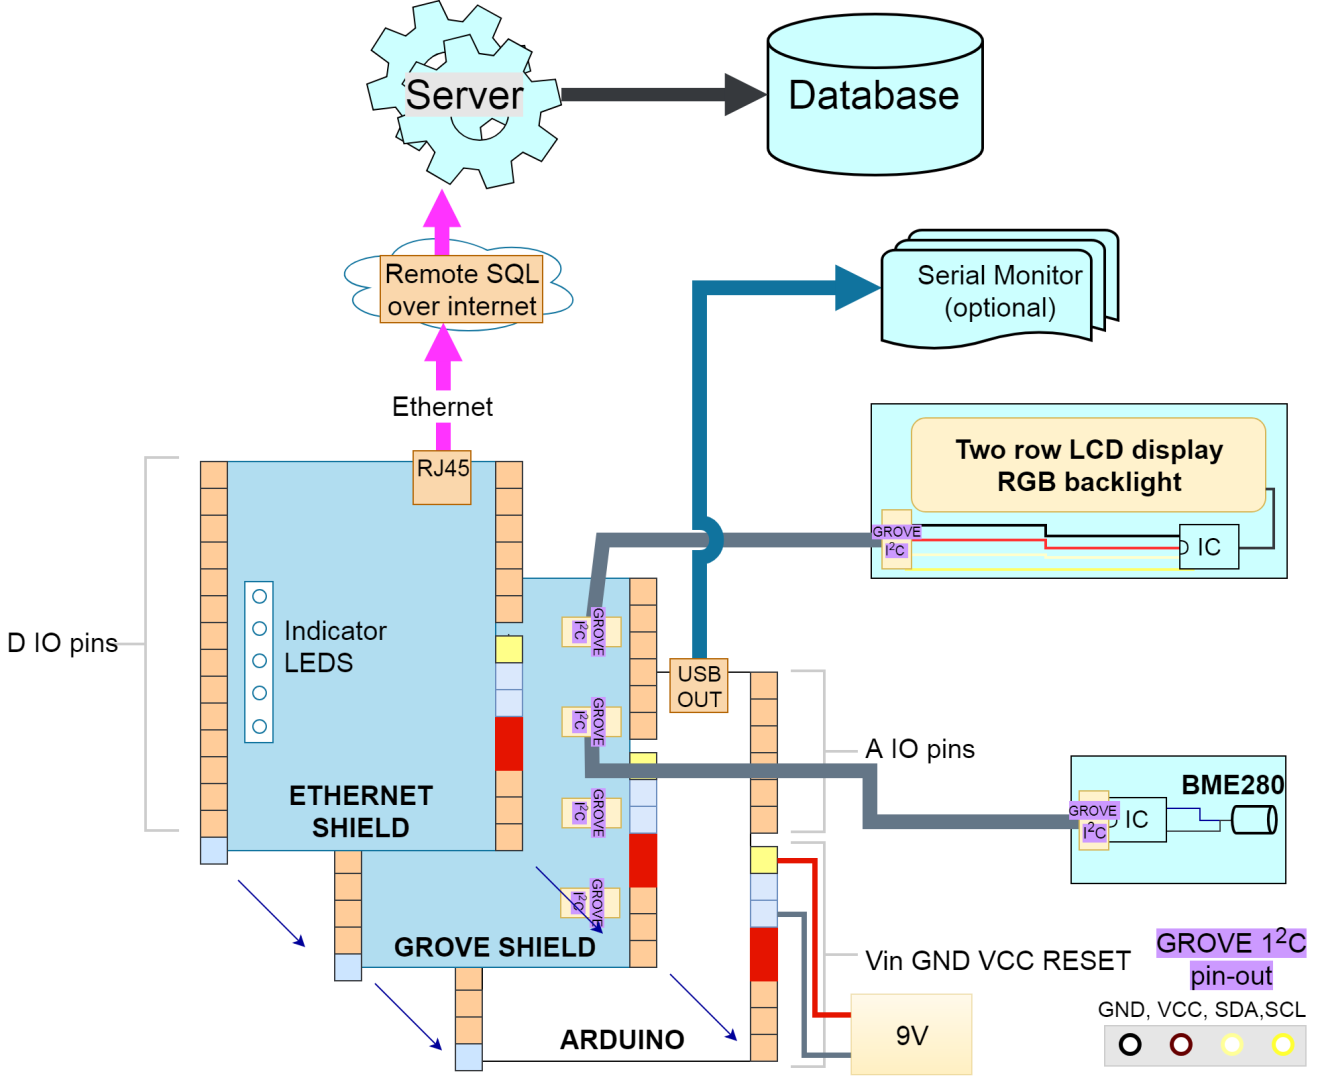 Server
Database
Remote SQL
over internet
Serial Monitor
(optional)
Ethernet
RJ45
Two row LCD display
RGB backlight
GROVE
I²C
IC
D IO pins
Indicator
LEDS
GROVE
I²C
USB
OUT
GROVE
I²C
A IO pins
ETHERNET
SHIELD
GROVE
I²C
BME280
GROVE
I²C
IC
GROVE
I²C
GROVE SHIELD
Vin GND VCC RESET
GROVE 1²C
pin-out
GND, VCC, SDA,SCL
ARDUINO
9V